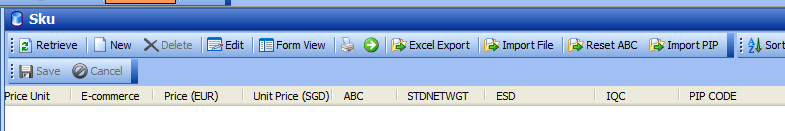 Sku
Retrieve New Delete Edit Form View Excel Export Import File Reset ABC Import PIP Sort
Save Cancel
Price Unit E-commerce Price (EUR) Unit Price (SGD) ABC STDNETWGT ESD IQC PIP CODE